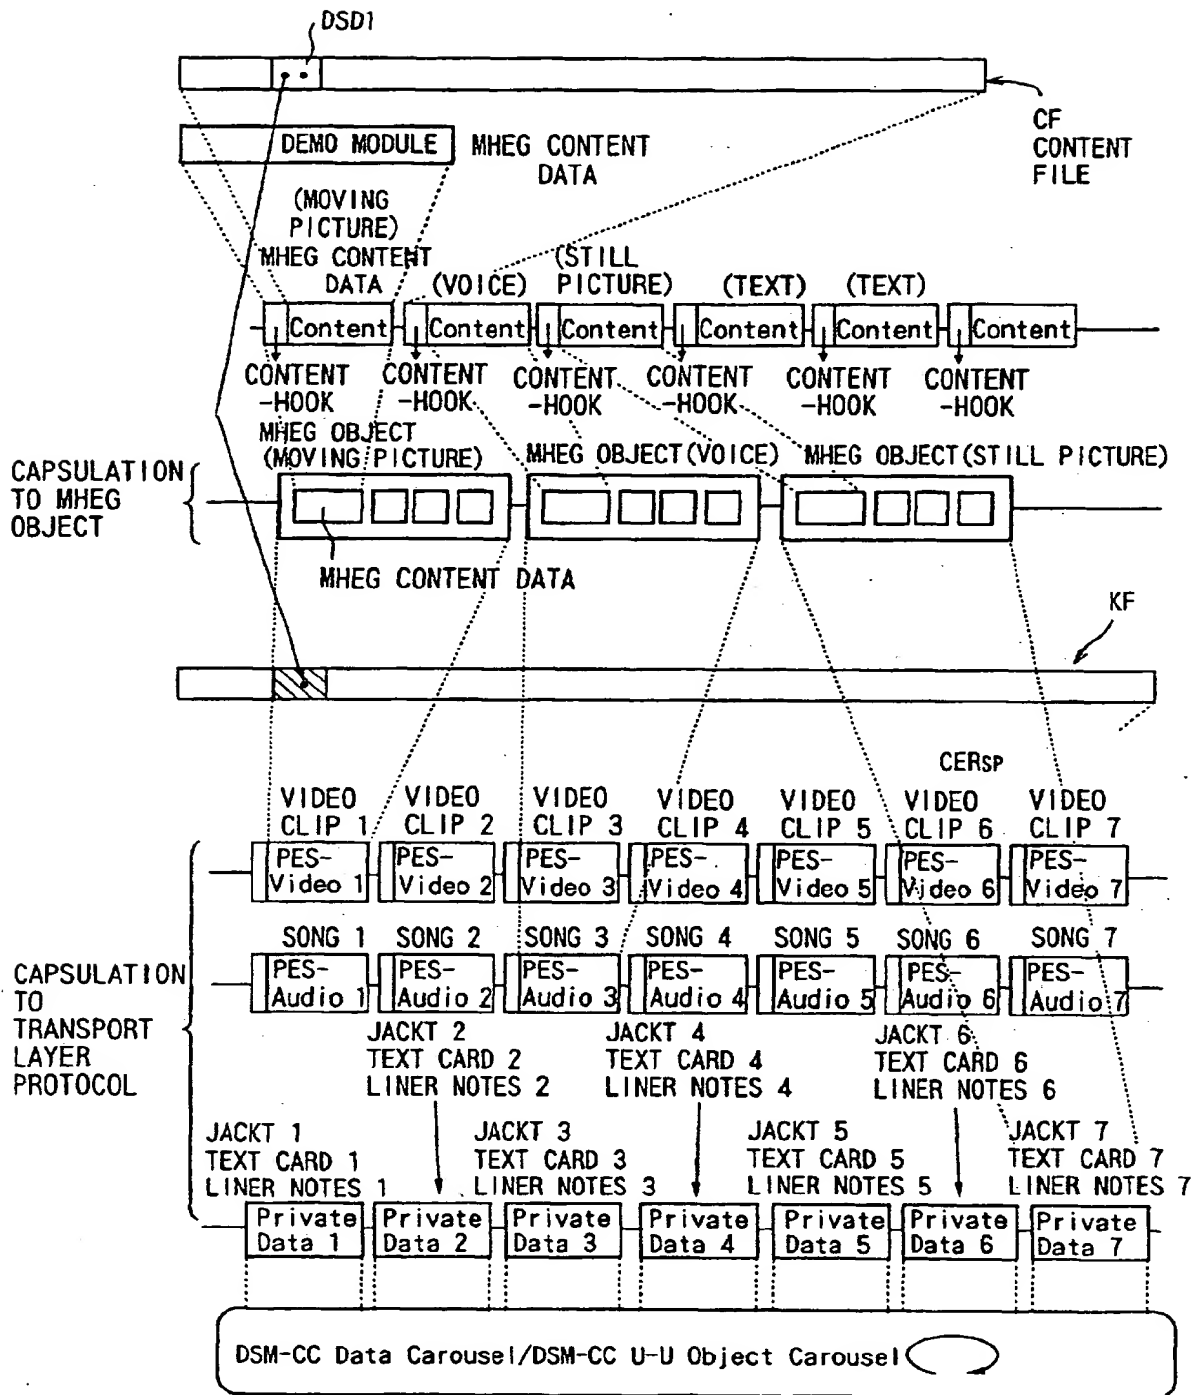 DSD1
CF
CONTENT
FILE
DEMO MODULE
MHEG CONTENT
DATA
(MOVING
PICTURE)
MHEG CONTENT
DATA
(VOICE)
(STILL
PICTURE)
(TEXT)
(TEXT)
Content
Content
Content
Content
Content
Content
CONTENT
-HOOK
CONTENT
-HOOK
CONTENT
-HOOK
CONTENT
-HOOK
CONTENT
-HOOK
CONTENT
-HOOK
CAPSULATION
TO MHEG
OBJECT
MHEG OBJECT
(MOVING PICTURE)
MHEG OBJECT(VOICE)
MHEG OBJECT(STILL PICTURE)
MHEG CONTENT DATA
KF
CERSP
VIDEO
CLIP 1
VIDEO
CLIP 2
VIDEO
CLIP 3
VIDEO
CLIP 4
VIDEO
CLIP 5
VIDEO
CLIP 6
VIDEO
CLIP 7
PES-
Video 1
PES-
Video 2
PES-
Video 3
PES-
Video 4
PES-
Video 5
PES-
Video 6
PES-
Video 7
CAPSULATION
TO
TRANSPORT
LAYER
PROTOCOL
SONG 1
SONG 2
SONG 3
SONG 4
SONG 5
SONG 6
SONG 7
PES-
Audio 1
PES-
Audio 2
PES-
Audio 3
PES-
Audio 4
PES-
Audio 5
PES-
Audio 6
PES-
Audio 7
JACKT 2
TEXT CARD 2
LINER NOTES 2
JACKT 4
TEXT CARD 4
LINER NOTES 4
JACKT 6
TEXT CARD 6
LINER NOTES 6
JACKT 1
TEXT CARD 1
LINER NOTES 1
JACKT 3
TEXT CARD 3
LINER NOTES 3
JACKT 5
TEXT CARD 5
LINER NOTES 5
JACKT 7
TEXT CARD 7
LINER NOTES 7
Private
Data 1
Private
Data 2
Private
Data 3
Private
Data 4
Private
Data 5
Private
Data 6
Private
Data 7
DSM-CC Data Carousel/DSM-CC U-U Object Carousel